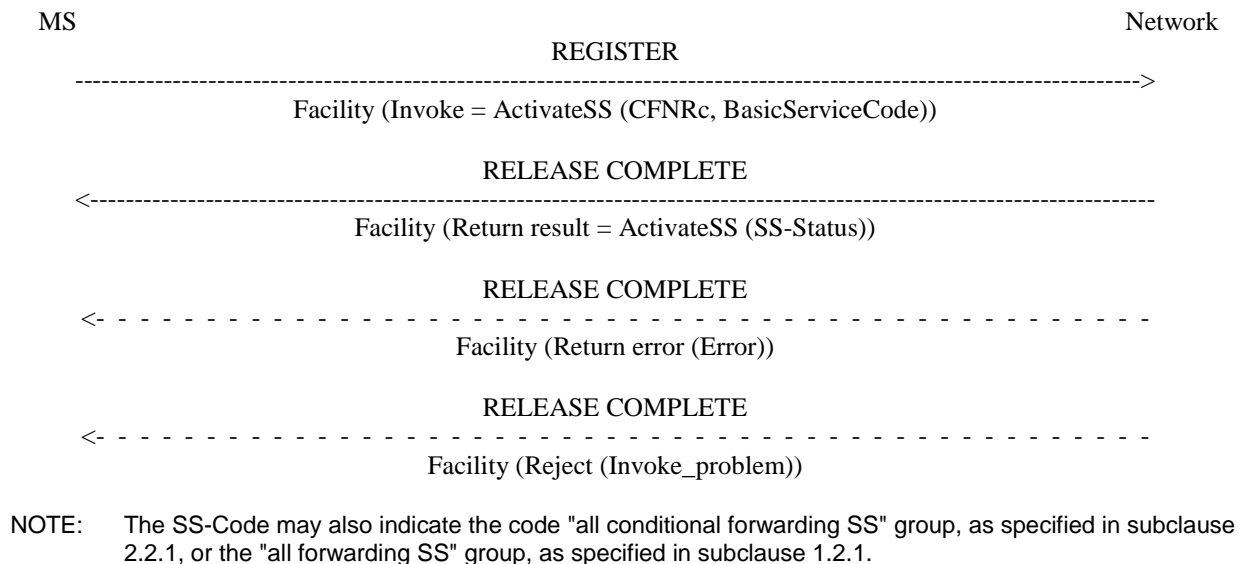 MS Network
REGISTER
------------------------------------------------------------------------------------------------------------------------>
Facility (Invoke = ActivateSS (CFNRc, BasicServiceCode))
RELEASE COMPLETE
<------------------------------------------------------------------------------------------------------------------------
Facility (Return result = ActivateSS (SS-Status))
RELEASE COMPLETE
<- - - - - - - - - - - - - - - - - - - - - - - - - - - - - - - - - - - - - - - - - - - - - - - - -
Facility (Return error (Error))
RELEASE COMPLETE
<- - - - - - - - - - - - - - - - - - - - - - - - - - - - - - - - - - - - - - - - - - - - - - - - -
Facility (Reject (Invoke_problem))
NOTE: The SS-Code may also indicate the code "all conditional forwarding SS" group, as specified in subclause
2.2.1, or the "all forwarding SS" group, as specified in subclause 1.2.1.